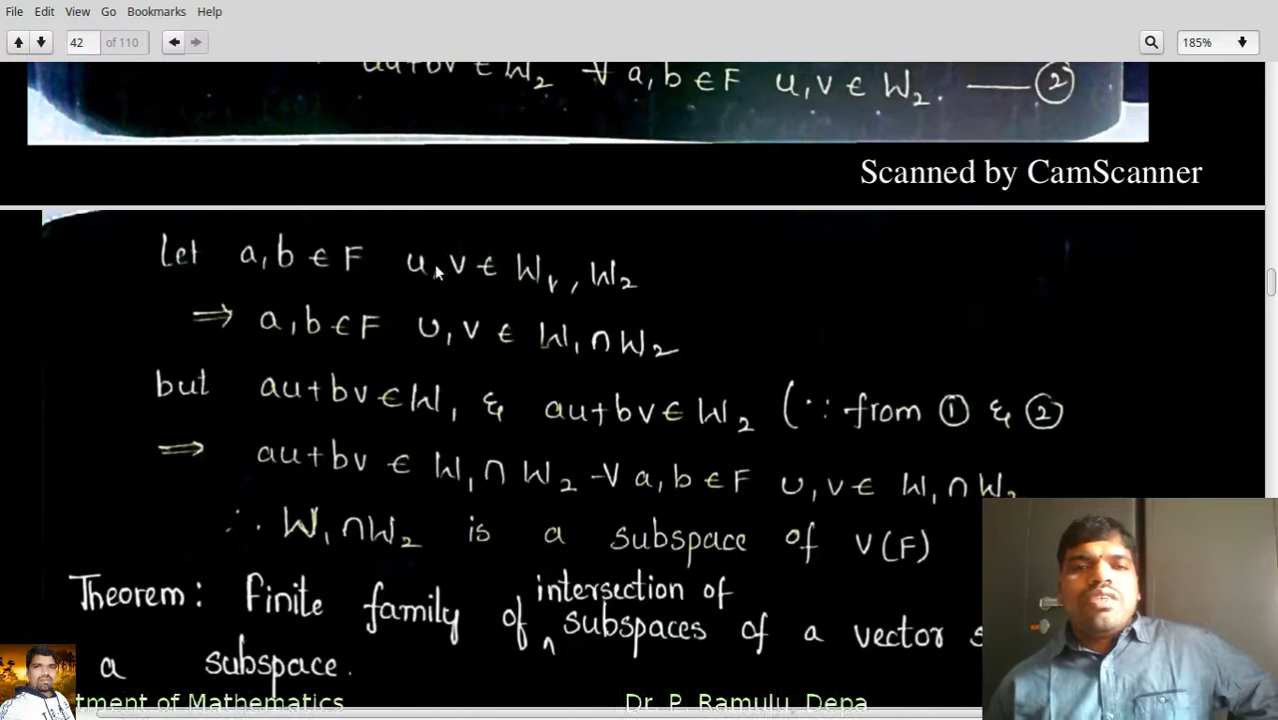 File Edit View Go Bookmarks Help
42 of 110 185%
au+bv ∈ W₂ ∀ a,b ∈ F u,v ∈ W₂. —— ②
Scanned by CamScanner
Let a,b ∈ F u,v ∈ W₁, W₂
⇒ a,b ∈ F u,v ∈ W₁ ∩ W₂
but au+bv ∈ W₁ & au+bv ∈ W₂ (∵ from ① & ②
⇒ au+bv ∈ W₁ ∩ W₂ ∀ a,b ∈ F u,v ∈ W₁ ∩ W₂
∴ W₁ ∩ W₂ is a subspace of V(F)
Theorem: Finite family of intersection of subspaces of a vector s
a subspace.
tment of Mathematics Dr. P. Ramulu, Depa